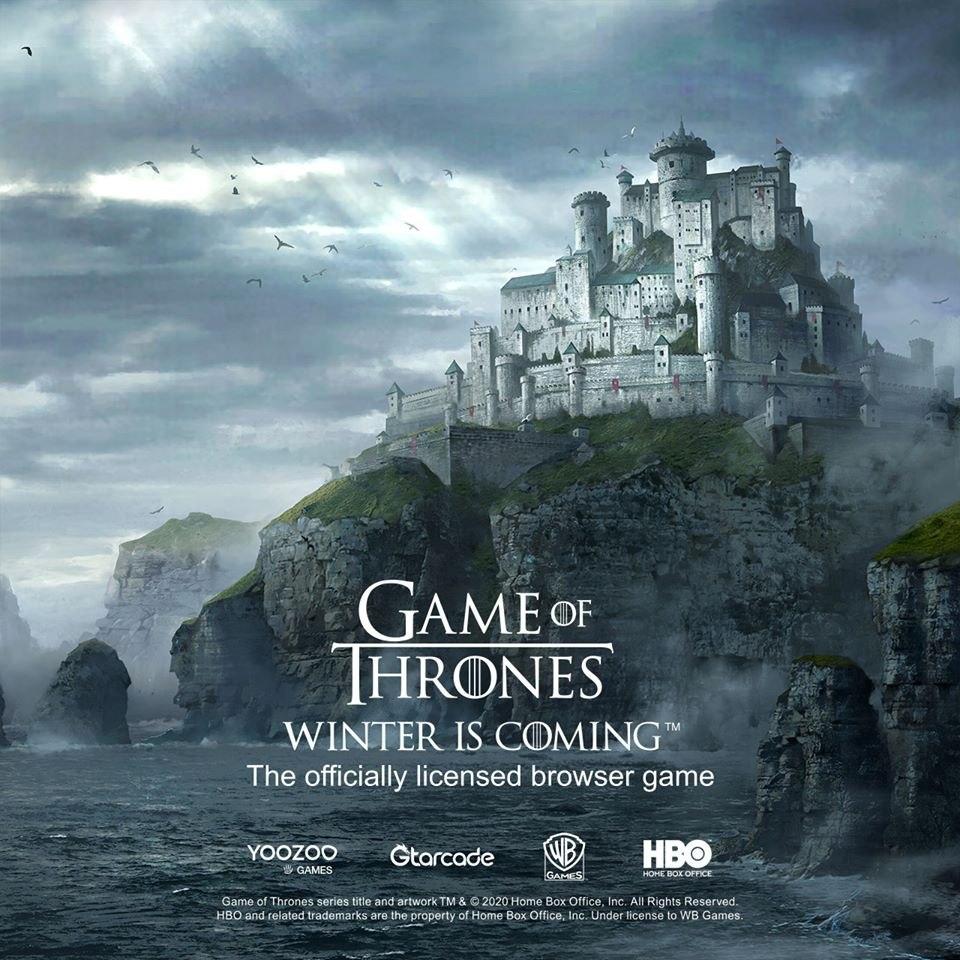 GAME OF
THRONES
WINTER IS COMING™
The officially licensed browser game
YOOZOO GAMES
Gtarcade
WB GAMES
HBO HOME BOX OFFICE
Game of Thrones series title and artwork TM & © 2020 Home Box Office, Inc. All Rights Reserved.
HBO and related trademarks are the property of Home Box Office, Inc. Under license to WB Games.